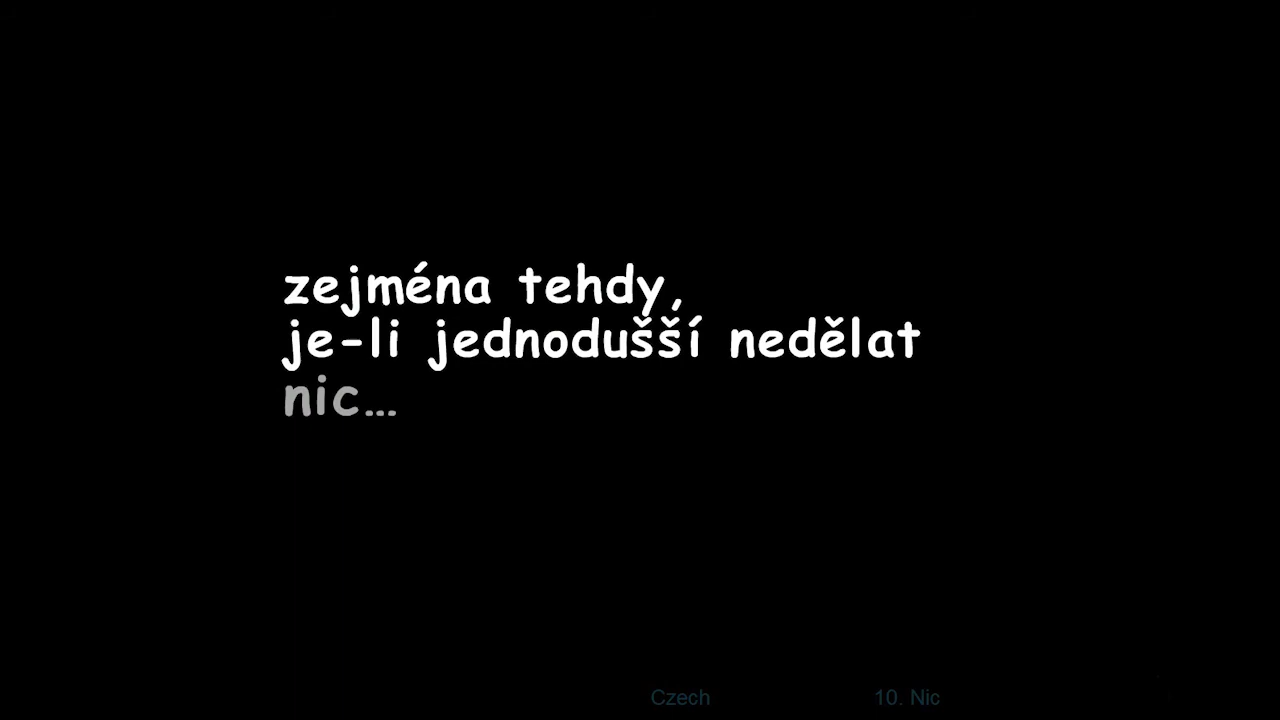 zejména tehdy,
je-li jednodušší nedělat
nic…
Czech 10. Nic